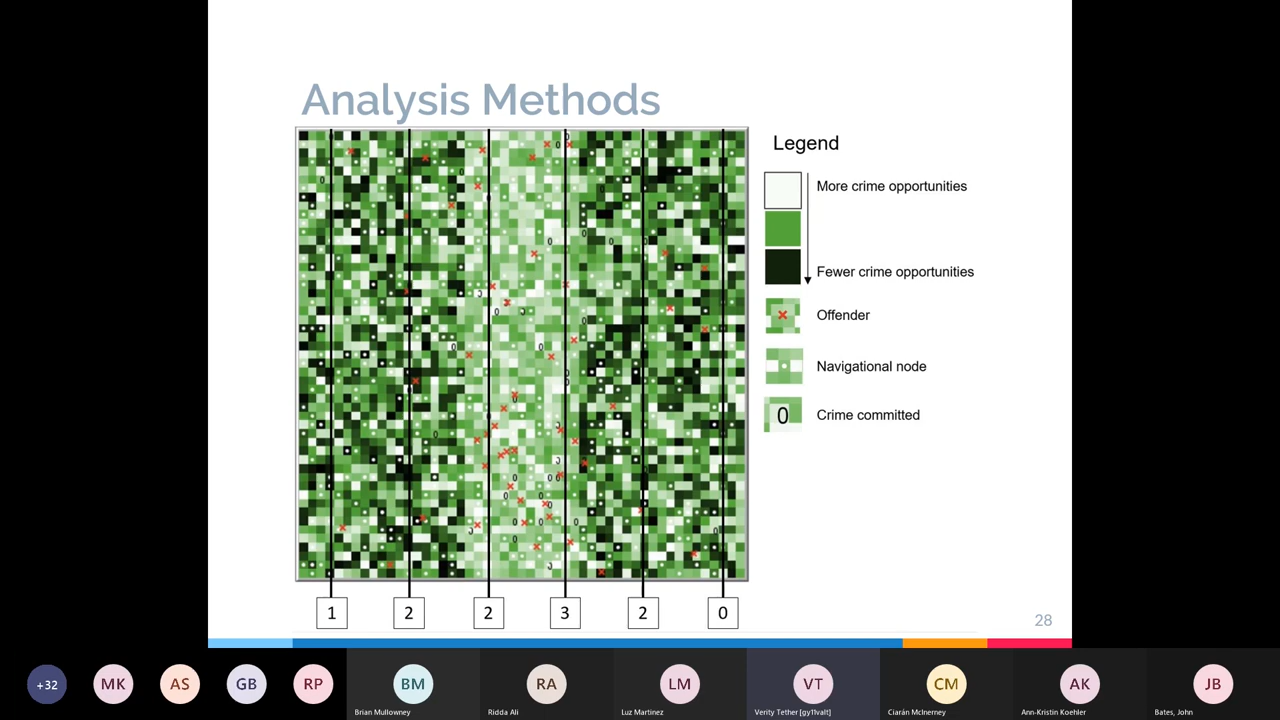 Analysis Methods
Legend
More crime opportunities
Fewer crime opportunities
Offender
Navigational node
0 Crime committed
1 2 2 3 2 0
28
+32 MK AS GB RP BM RA LM VT CM AK JB
Brian Mullowney Ridda Ali Luz Martinez Verity Tether [gy11valt] Ciarán McInerney Ann-Kristin Koehler Bates, John